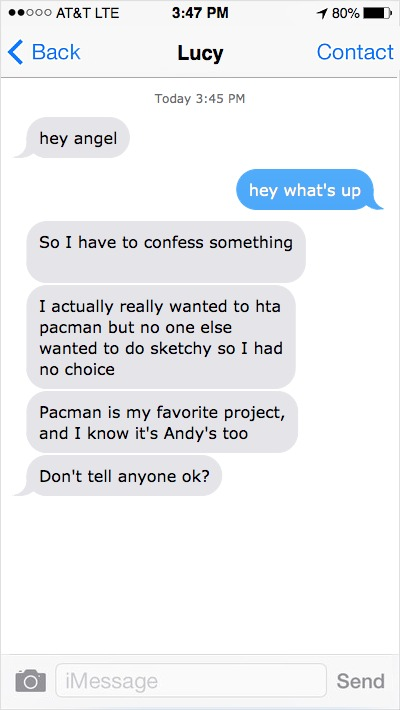 AT&T LTE 3:47 PM 80%
Back Lucy Contact
Today 3:45 PM
hey angel
hey what's up
So I have to confess something
I actually really wanted to hta
pacman but no one else
wanted to do sketchy so I had
no choice
Pacman is my favorite project,
and I know it's Andy's too
Don't tell anyone ok?
iMessage Send